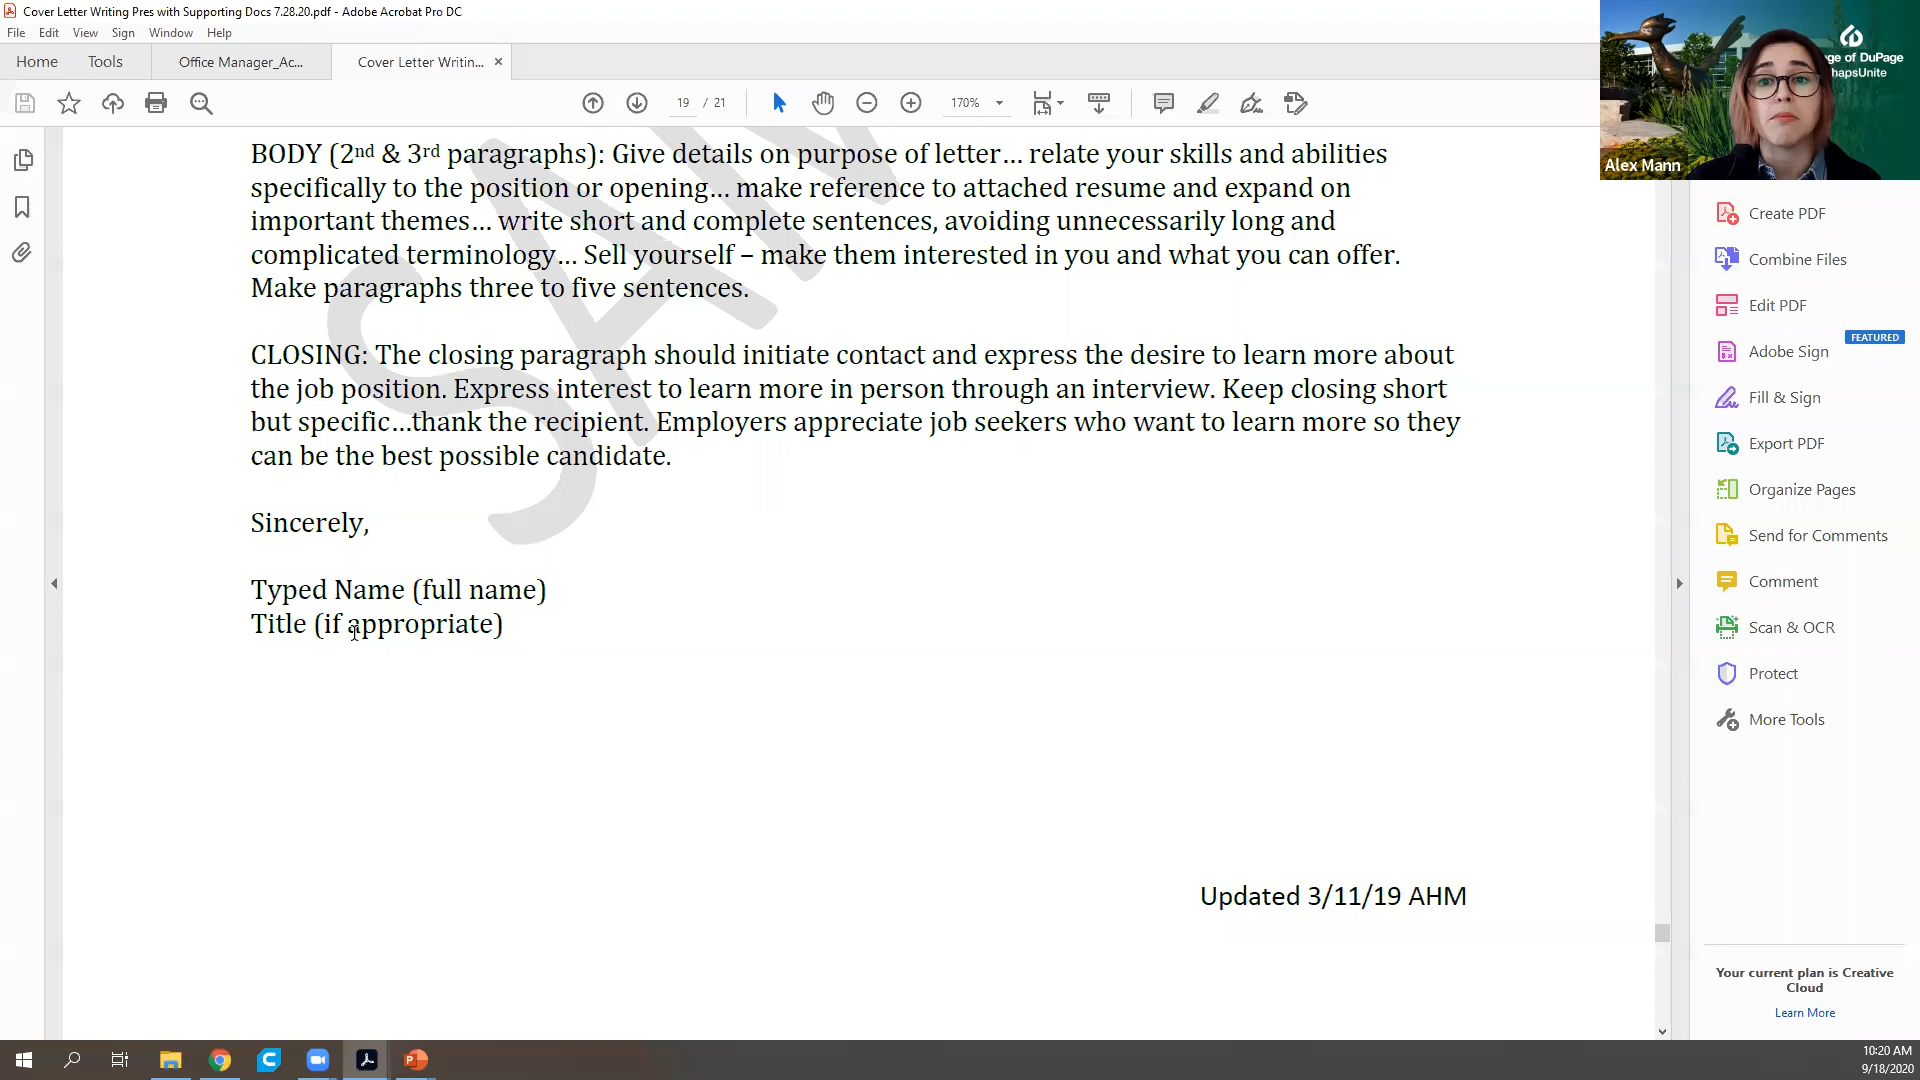 Cover Letter Writing Pres with Supporting Docs 7.28.20.pdf - Adobe Acrobat Pro DC
File Edit View Sign Window Help
Home Tools Office Manager_Ac... Cover Letter Writin... ×
19 / 21 170%
BODY (2nd & 3rd paragraphs): Give details on purpose of letter… relate your skills and abilities
specifically to the position or opening… make reference to attached resume and expand on
important themes… write short and complete sentences, avoiding unnecessarily long and
complicated terminology… Sell yourself – make them interested in you and what you can offer.
Make paragraphs three to five sentences.
CLOSING: The closing paragraph should initiate contact and express the desire to learn more about
the job position. Express interest to learn more in person through an interview. Keep closing short
but specific…thank the recipient. Employers appreciate job seekers who want to learn more so they
can be the best possible candidate.
Sincerely,
Typed Name (full name)
Title (if appropriate)
Updated 3/11/19 AHM
of DuPage
hapsUnite
Alex Mann
Create PDF
Combine Files
Edit PDF
FEATURED
Adobe Sign
Fill & Sign
Export PDF
Organize Pages
Send for Comments
Comment
Scan & OCR
Protect
More Tools
Your current plan is Creative
Cloud
Learn More
10:20 AM
9/18/2020